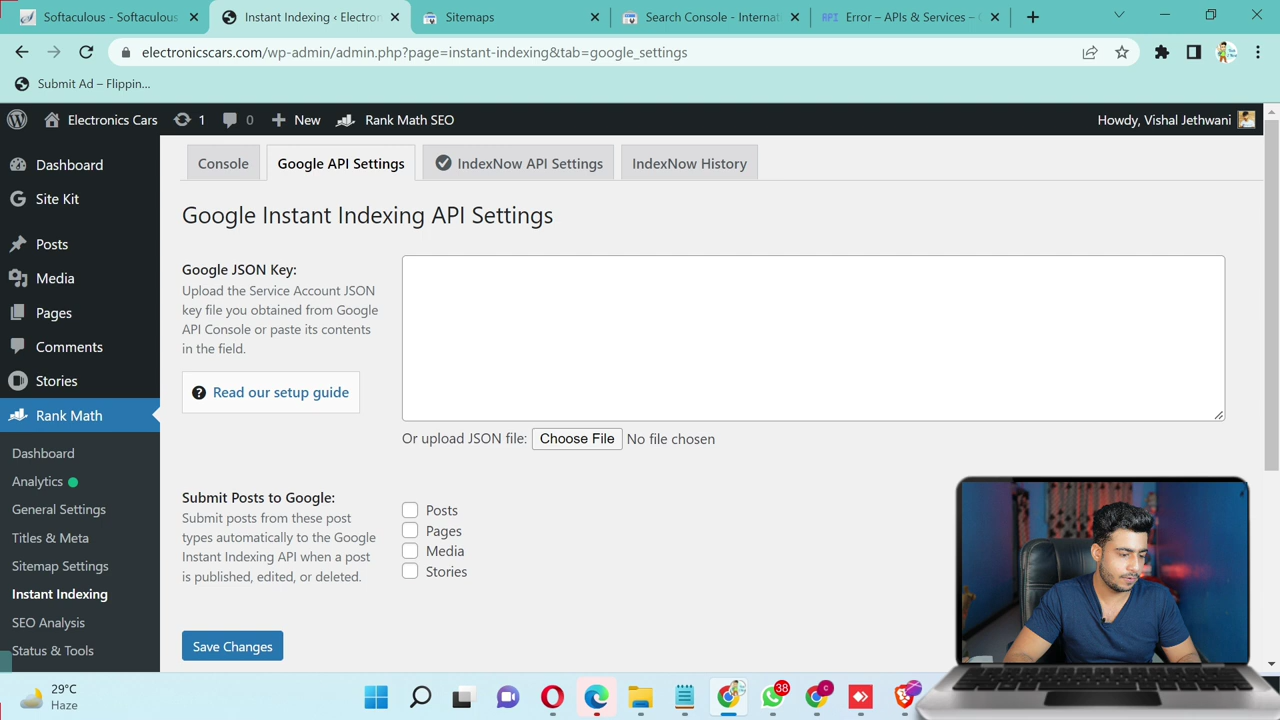 Softaculous - Softaculous
Instant Indexing ‹ Electron
Sitemaps
Search Console - Internat
API Error – APIs & Services –
electronicscars.com/wp-admin/admin.php?page=instant-indexing&tab=google_settings
Submit Ad – Flippin...
Electronics Cars
1
0
New
Rank Math SEO
Howdy, Vishal Jethwani
Dashboard
Site Kit
Posts
Media
Pages
Comments
Stories
Rank Math
Dashboard
Analytics
General Settings
Titles & Meta
Sitemap Settings
Instant Indexing
SEO Analysis
Status & Tools
Console
Google API Settings
IndexNow API Settings
IndexNow History
Google Instant Indexing API Settings
Google JSON Key:
Upload the Service Account JSON
key file you obtained from Google
API Console or paste its contents
in the field.
Read our setup guide
Or upload JSON file:
Choose File
No file chosen
Submit Posts to Google:
Submit posts from these post
types automatically to the Google
Instant Indexing API when a post
is published, edited, or deleted.
Posts
Pages
Media
Stories
Save Changes
29°C
Haze
38
C